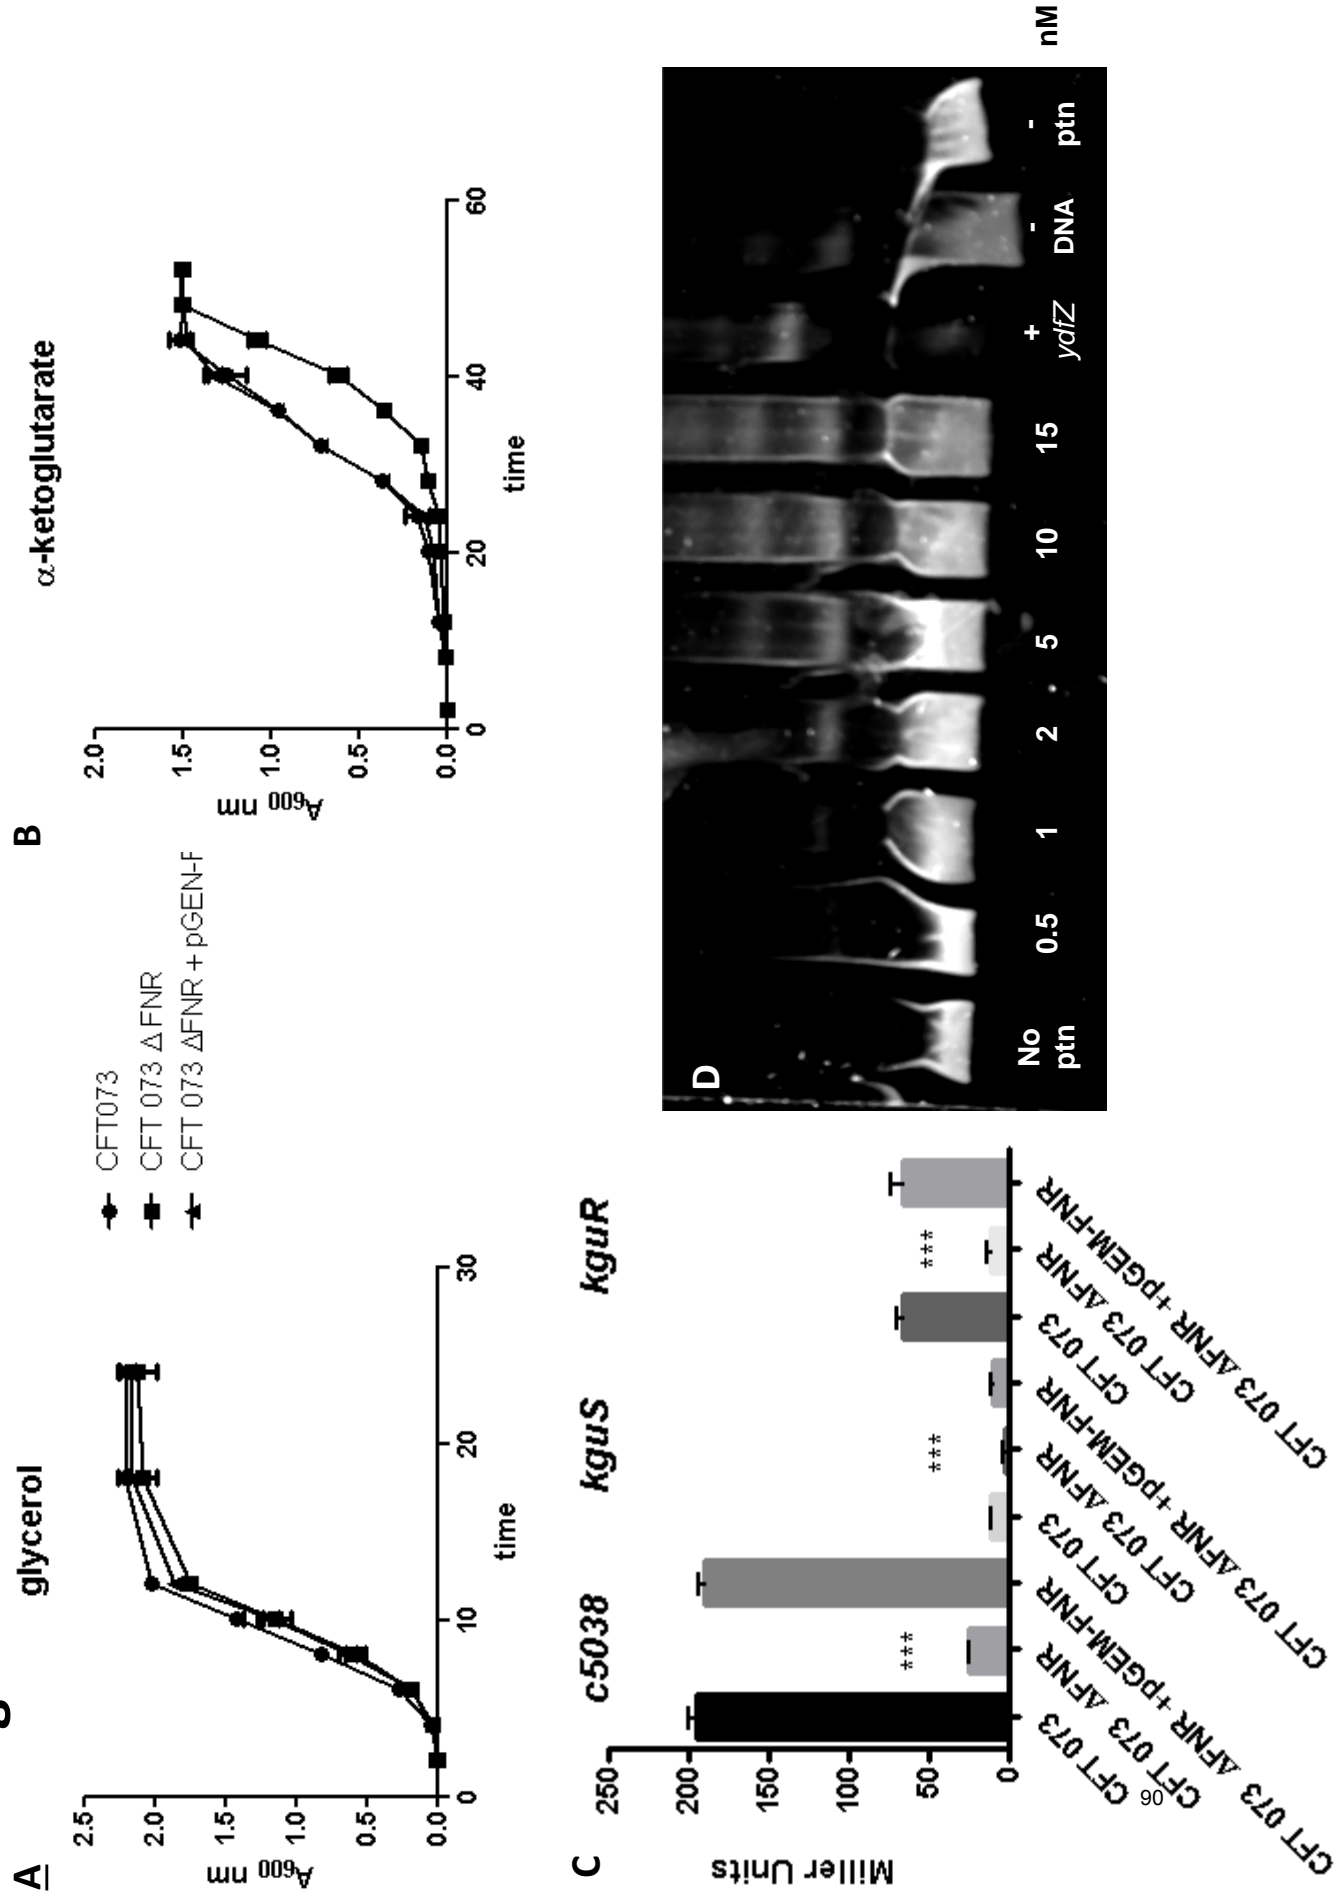 A
glycerol
2.5
2.0
1.5
1.0
0.5
0.0
A600 nm
0
10
20
30
time
CFT073
CFT 073 Δ FNR
CFT 073 ΔFNR + pGEN-F
B
α-ketoglutarate
2.0
1.5
1.0
0.5
0.0
A600 nm
0
20
40
60
time
C
c5038
kguS
kguR
250
200
150
100
50
0
Miller Units
***
***
***
CFT 073
CFT 073 ΔFNR
CFT 073 ΔFNR +pGEM-FNR
CFT 073
CFT 073 ΔFNR
CFT 073 ΔFNR +pGEM-FNR
CFT 073
CFT 073 ΔFNR
CFT 073 ΔFNR +pGEM-FNR
D
No ptn
0.5
1
2
5
10
15
+ ydfZ
- DNA
- ptn
nM
90